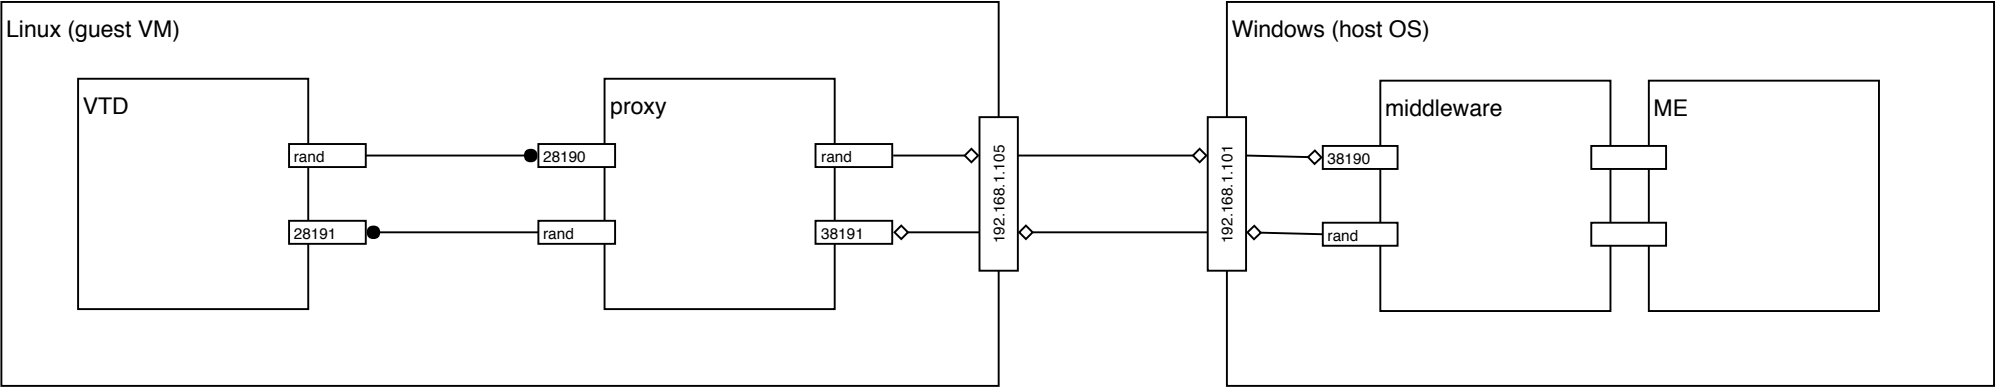 Linux (guest VM)
Windows (host OS)
VTD
proxy
middleware
ME
rand
28190
rand
38190
28191
rand
38191
rand
192.168.1.105
192.168.1.101